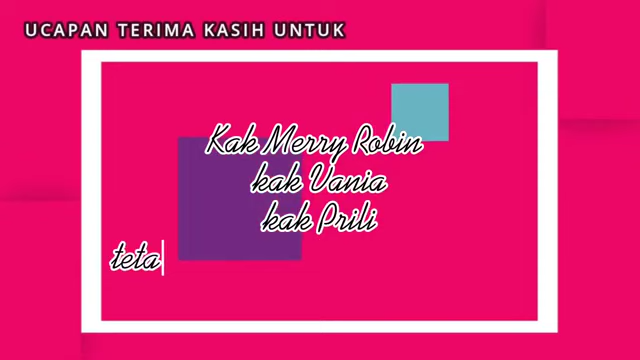 UCAPAN TERIMA KASIH UNTUK
Kak Merry Robin
kak Vania
kak Prili
teta